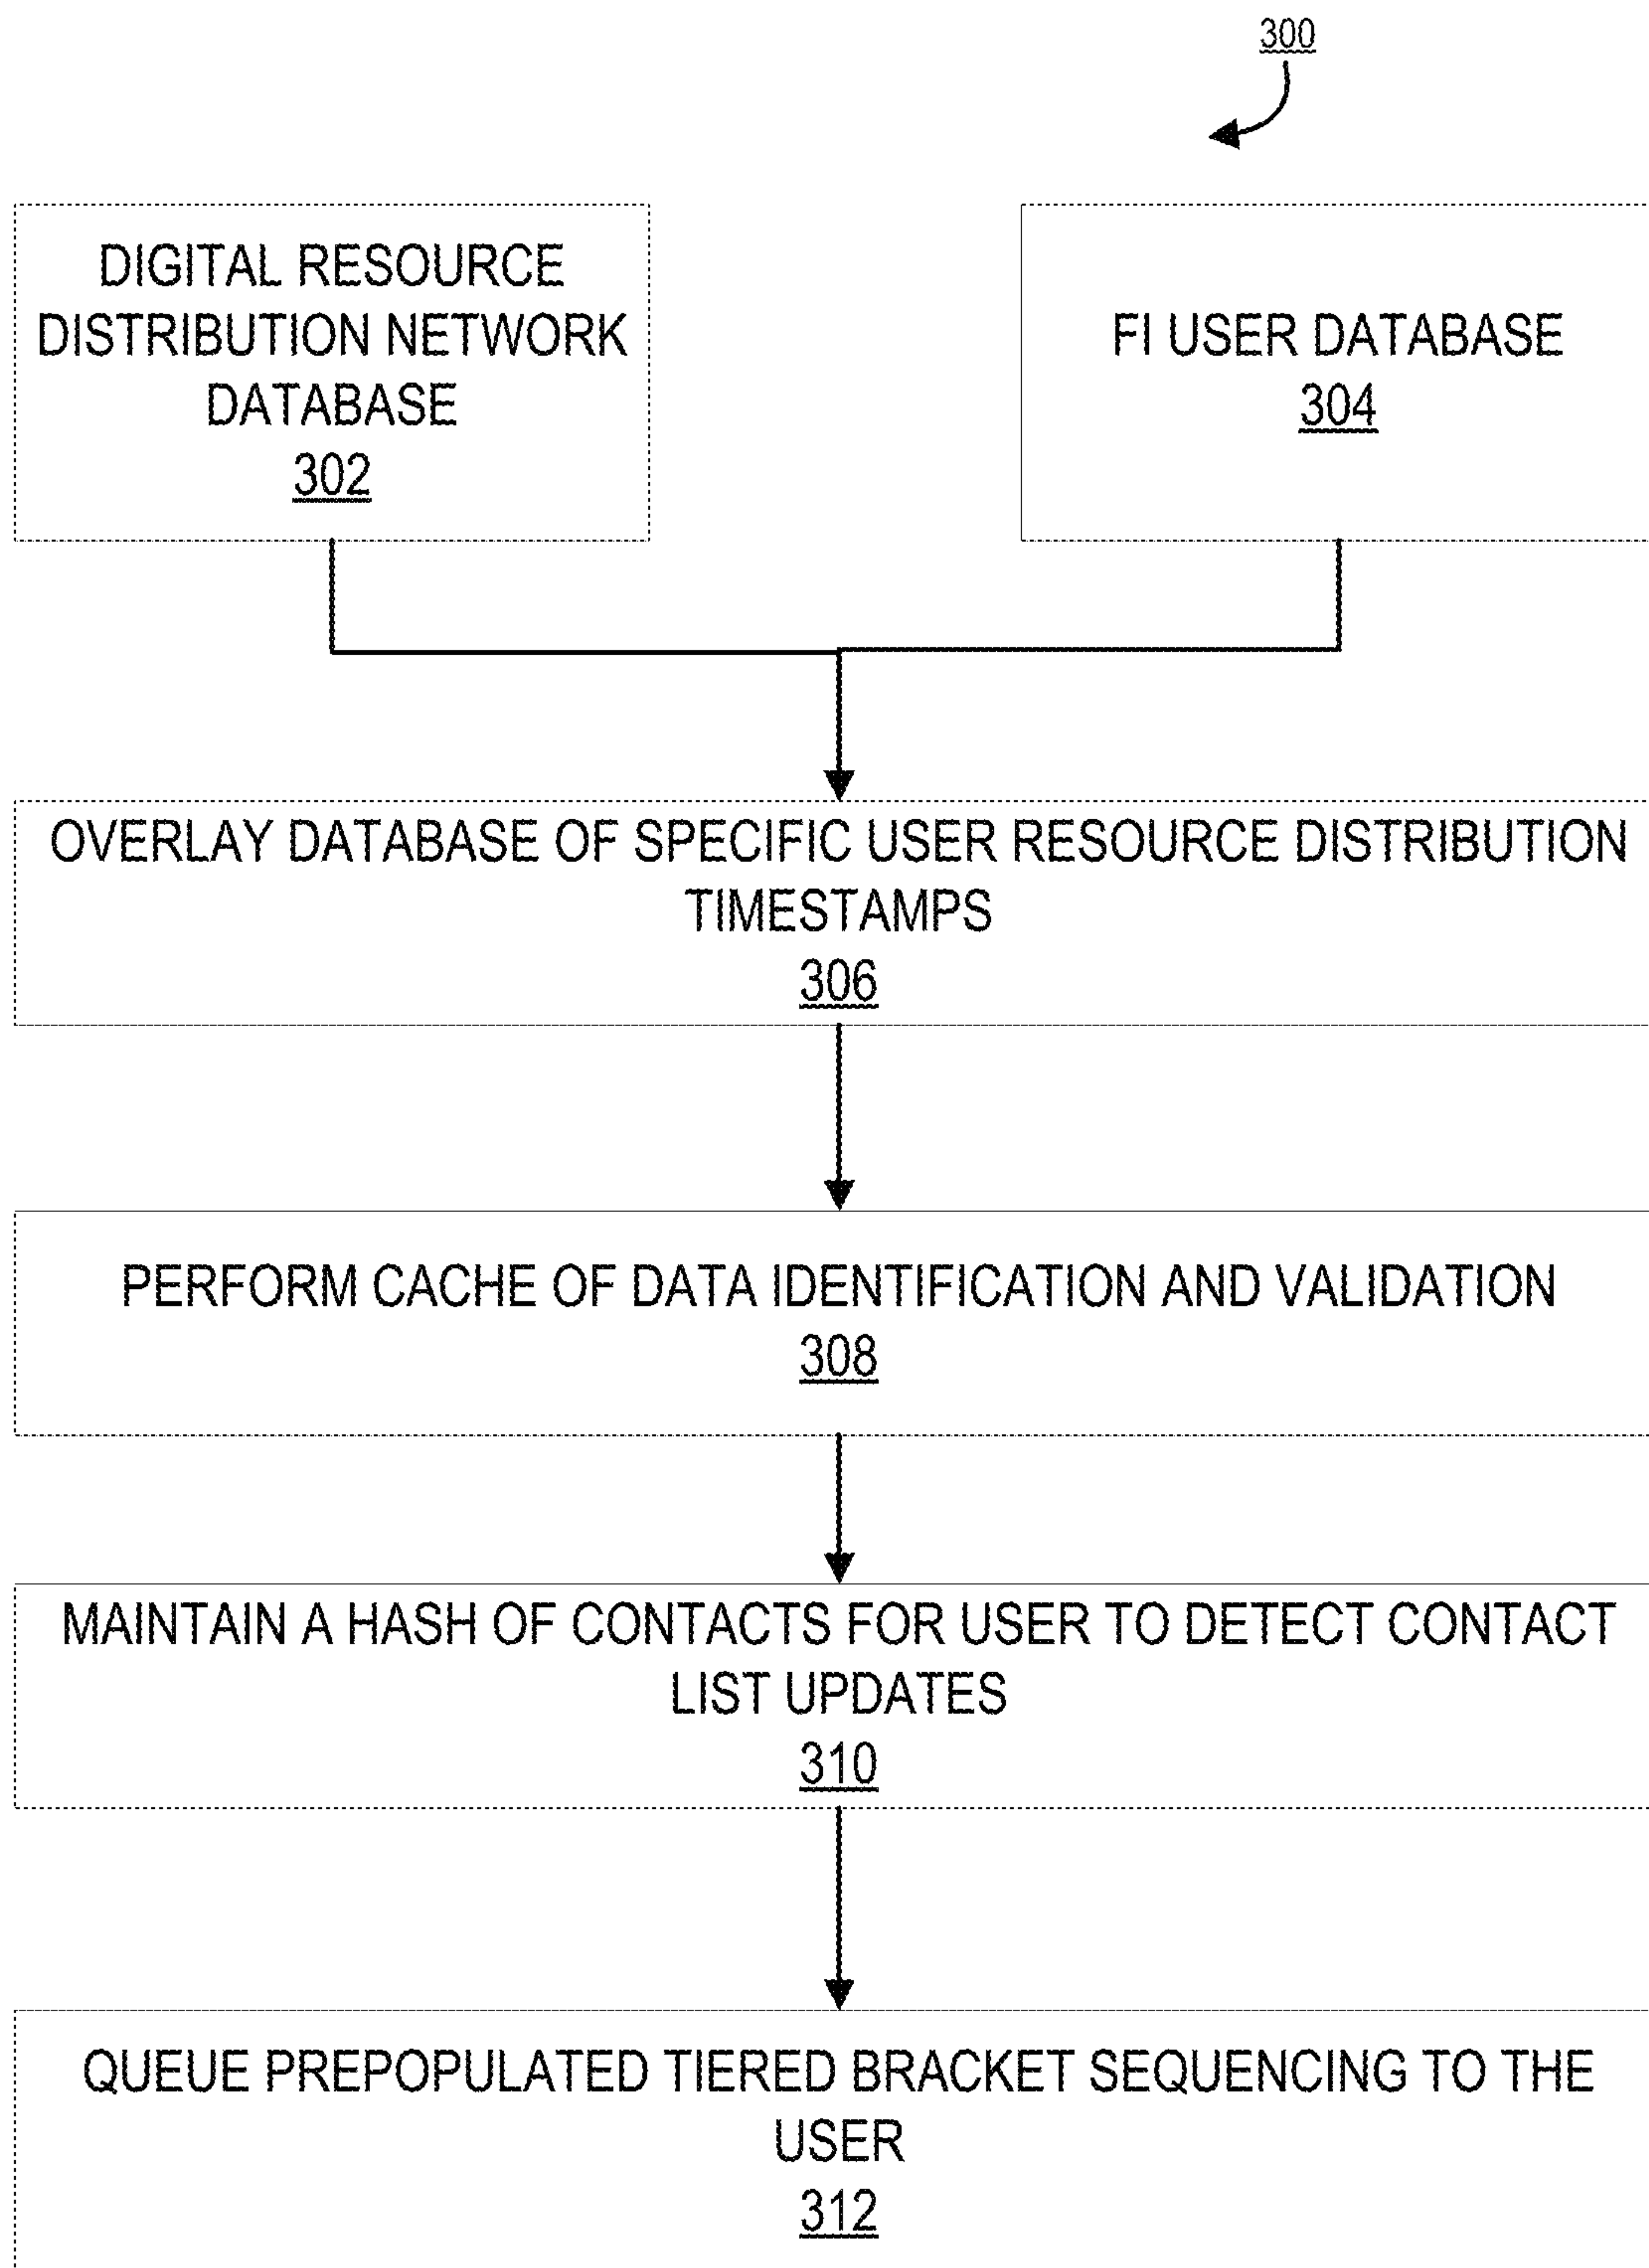 300
DIGITAL RESOURCE
DISTRIBUTION NETWORK
DATABASE
302
FI USER DATABASE
304
OVERLAY DATABASE OF SPECIFIC USER RESOURCE DISTRIBUTION
TIMESTAMPS
306
PERFORM CACHE OF DATA IDENTIFICATION AND VALIDATION
308
MAINTAIN A HASH OF CONTACTS FOR USER TO DETECT CONTACT
LIST UPDATES
310
QUEUE PREPOPULATED TIERED BRACKET SEQUENCING TO THE
USER
312